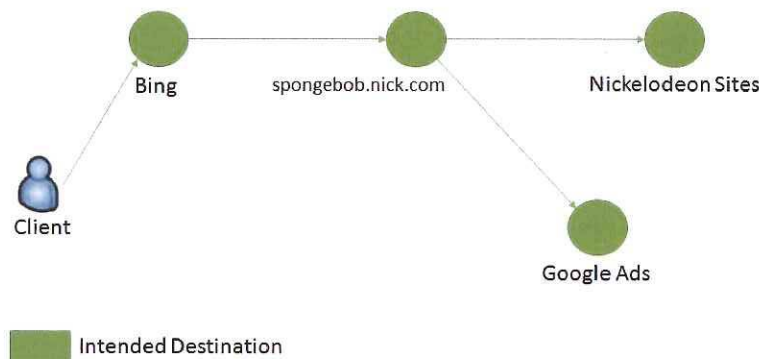 Bing
spongebob.nick.com
Nickelodeon Sites
Client
Google Ads
Intended Destination